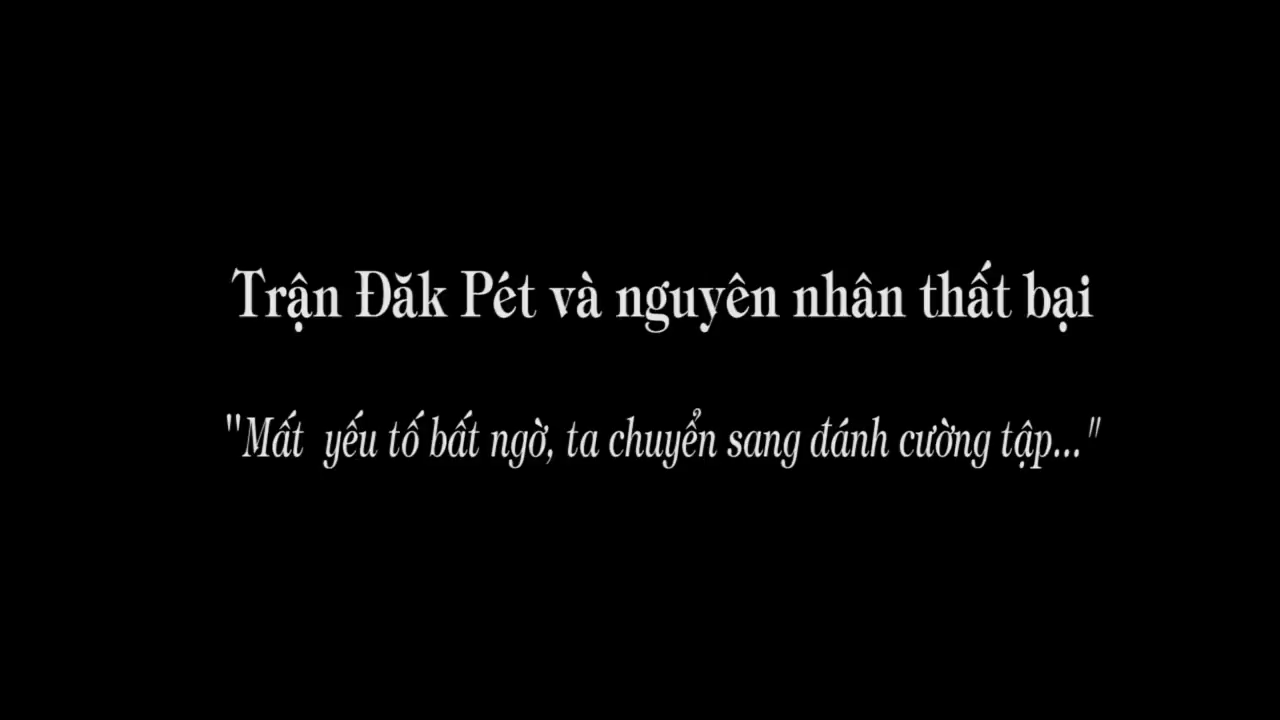 Trận Đăk Pét và nguyên nhân thất bại
"Mất yếu tố bất ngờ, ta chuyển sang đánh cường tập..."